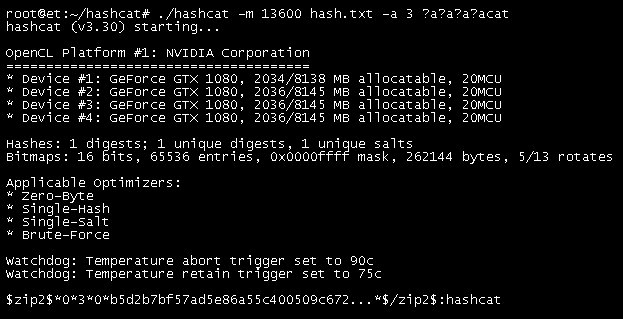 root@et:~/hashcat# ./hashcat -m 13600 hash.txt -a 3 ?a?a?a?acat
hashcat (v3.30) starting...
OpenCL Platform #1: NVIDIA Corporation
======================================
* Device #1: GeForce GTX 1080, 2034/8138 MB allocatable, 20MCU
* Device #2: GeForce GTX 1080, 2036/8145 MB allocatable, 20MCU
* Device #3: GeForce GTX 1080, 2036/8145 MB allocatable, 20MCU
* Device #4: GeForce GTX 1080, 2036/8145 MB allocatable, 20MCU
Hashes: 1 digests; 1 unique digests, 1 unique salts
Bitmaps: 16 bits, 65536 entries, 0x0000ffff mask, 262144 bytes, 5/13 rotates
Applicable Optimizers:
* Zero-Byte
* Single-Hash
* Single-Salt
* Brute-Force
Watchdog: Temperature abort trigger set to 90c
Watchdog: Temperature retain trigger set to 75c
$zip2$*0*3*0*b5d2b7bf57ad5e86a55c400509c672...*$/zip2$:hashcat